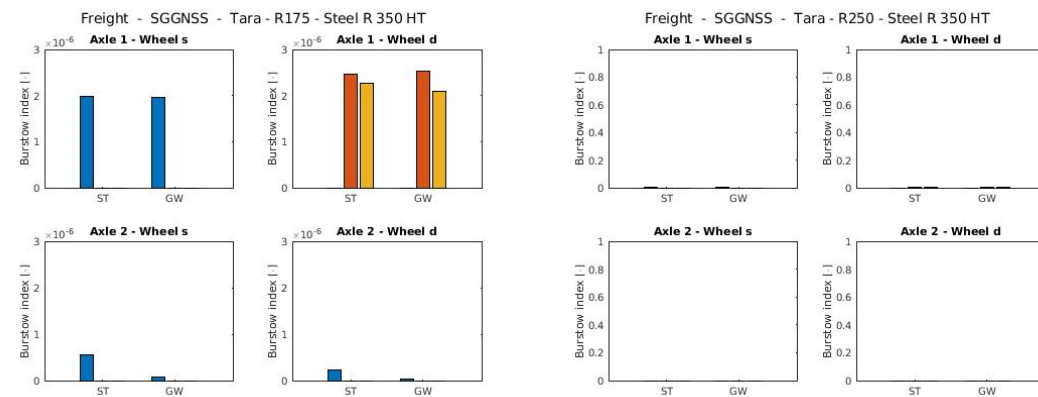 Freight - SGGNSS - Tara - R175 - Steel R 350 HT
×10⁻⁶ Axle 1 - Wheel s
3
2
1
0
Burstow index [-]
ST GW
×10⁻⁶ Axle 1 - Wheel d
3
2
1
0
Burstow index [-]
ST GW
×10⁻⁶ Axle 2 - Wheel s
3
2
1
0
Burstow index [-]
ST GW
×10⁻⁶ Axle 2 - Wheel d
3
2
1
0
Burstow index [-]
ST GW
Freight - SGGNSS - Tara - R250 - Steel R 350 HT
Axle 1 - Wheel s
1
0.8
0.6
0.4
0.2
0
Burstow index [-]
ST GW
Axle 1 - Wheel d
1
0.8
0.6
0.4
0.2
0
Burstow index [-]
ST GW
Axle 2 - Wheel s
1
0.8
0.6
0.4
0.2
0
Burstow index [-]
ST GW
Axle 2 - Wheel d
1
0.8
0.6
0.4
0.2
0
Burstow index [-]
ST GW